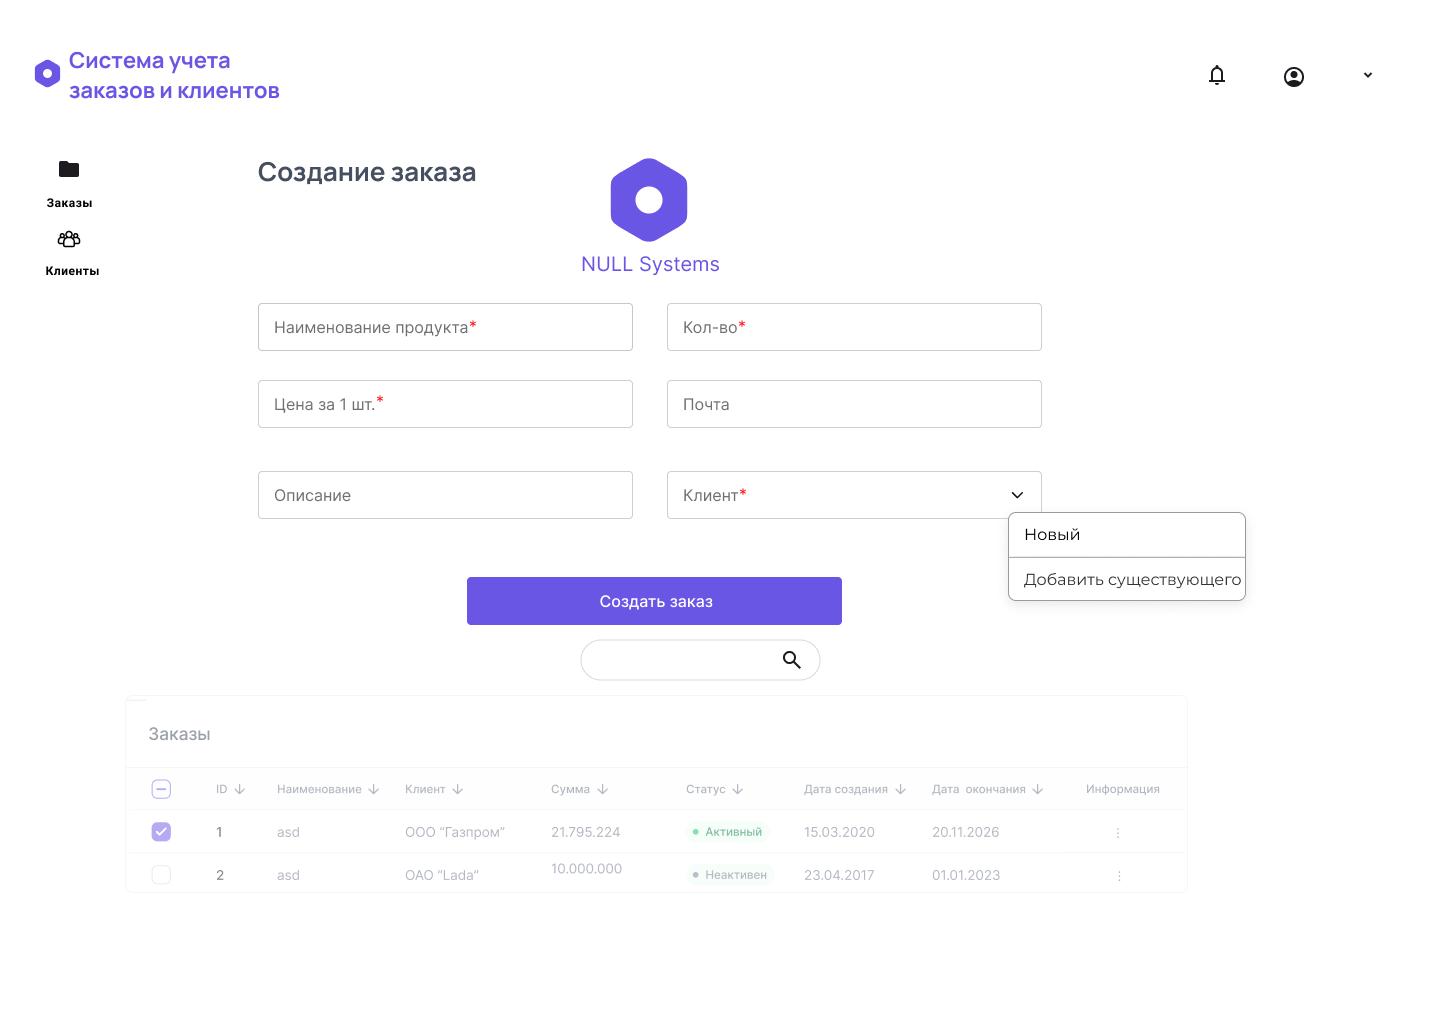 Система учета
заказов и клиентов
Заказы
Клиенты
Создание заказа
NULL Systems
Наименование продукта*
Кол-во*
Цена за 1 шт.*
Почта
Описание
Клиент*
Новый
Добавить существующего
Создать заказ
Заказы
ID Наименование Клиент Сумма Статус Дата создания Дата окончания Информация
1 asd ООО “Газпром” 21.795.224 Активный 15.03.2020 20.11.2026
2 asd ОАО “Lada” 10.000.000 Неактивен 23.04.2017 01.01.2023